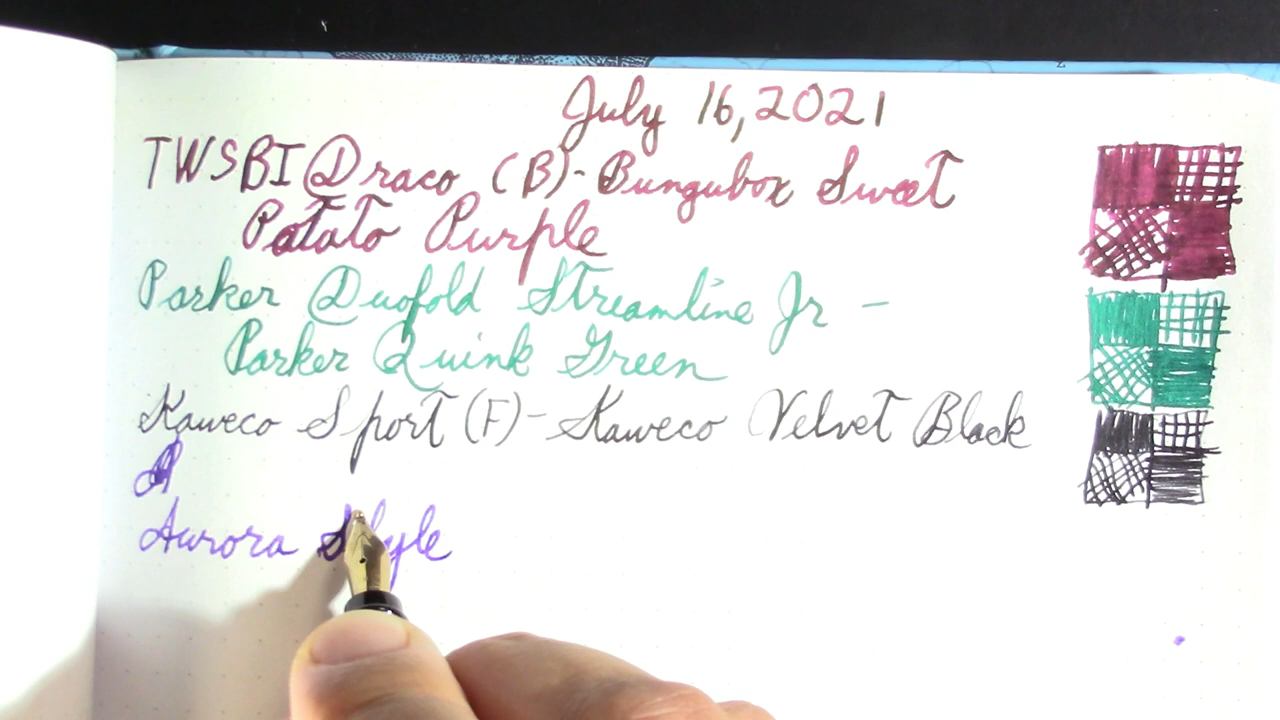 July 16, 2021
TWSBI Draco (B) - Bungubox Sweet
Potato Purple
Parker Duofold Streamline Jr -
Parker Quink Green
Kaweco Sport (F) - Kaweco Velvet Black
Aurora Style